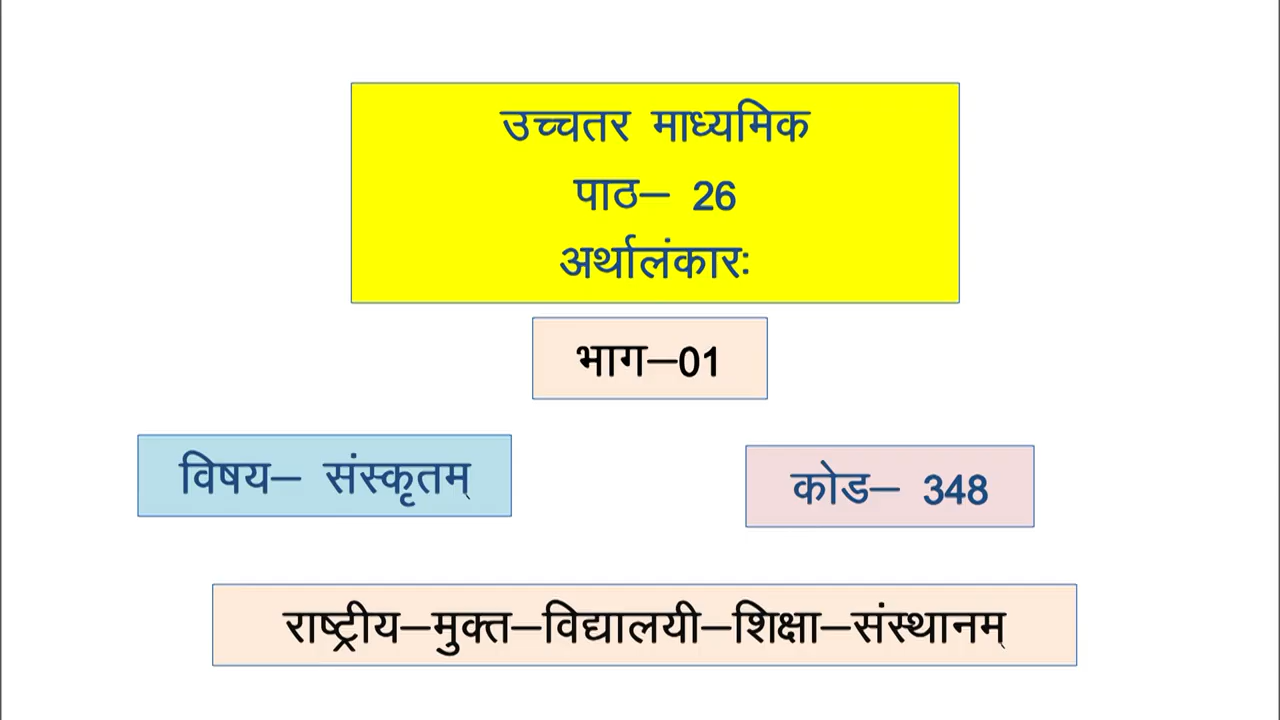 उच्चतर माध्यमिक
पाठ– 26
अर्थालंकारः
भाग–01
विषय– संस्कृतम्
कोड– 348
राष्ट्रीय–मुक्त–विद्यालयी–शिक्षा–संस्थानम्